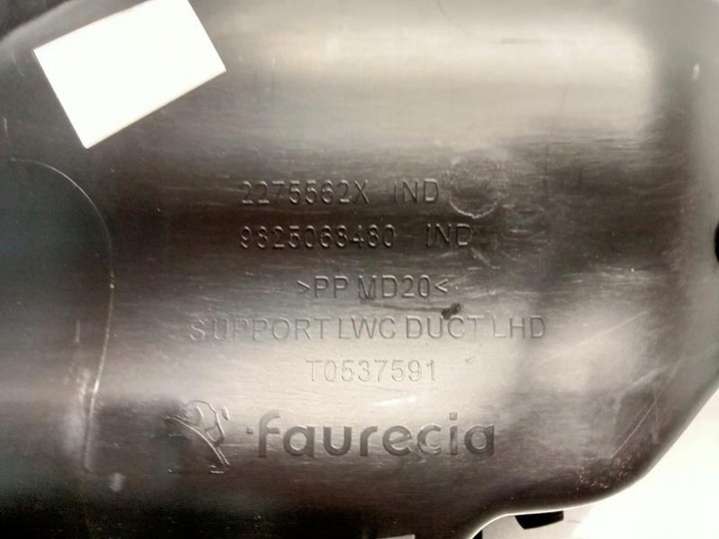 2275562X IND
9825068480 IND
>PP MD20<
SUPPORT LWC DUCT LHD
T0537591
faurecia